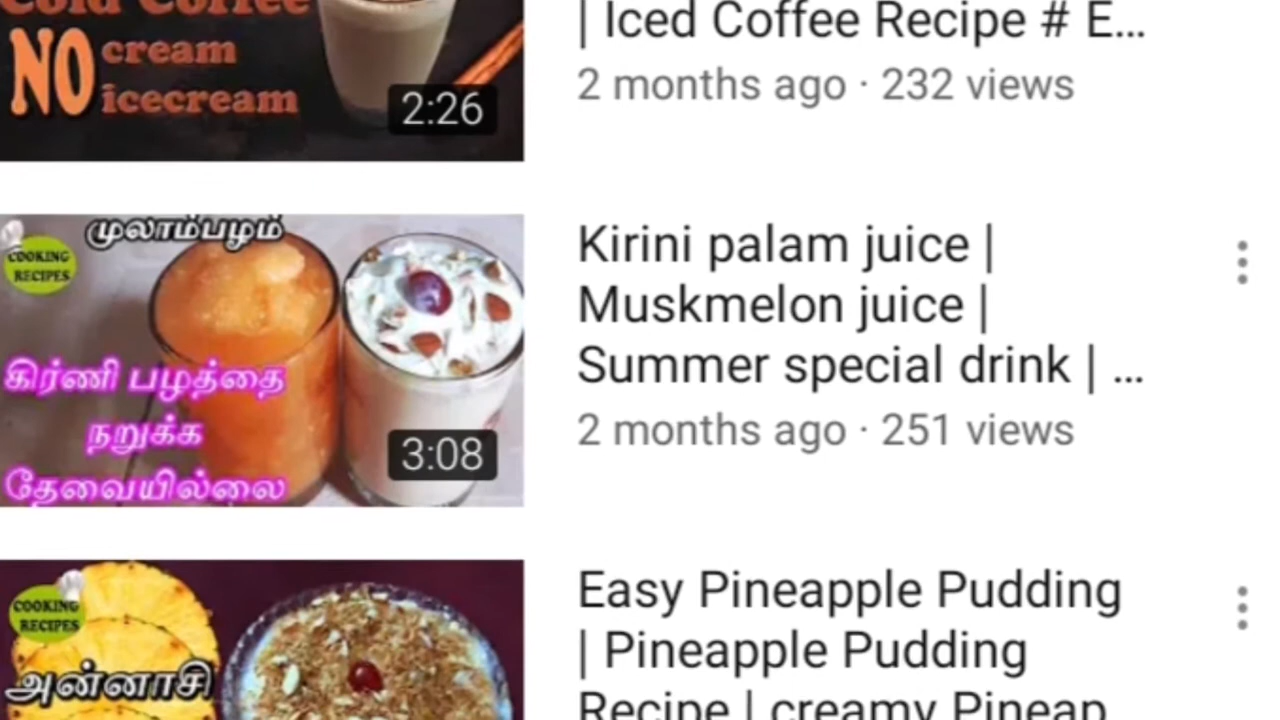 Cold Coffee
NO cream
icecream
2:26
| Iced Coffee Recipe # E...
2 months ago · 232 views
முலாம்பழம்
COOKING
RECIPES
கிர்ணி பழத்தை
நறுக்க
தேவையில்லை
3:08
Kirini palam juice |
Muskmelon juice |
Summer special drink | ...
2 months ago · 251 views
COOKING
RECIPES
அன்னாசி
Easy Pineapple Pudding
| Pineapple Pudding
Recipe | creamy Pineap